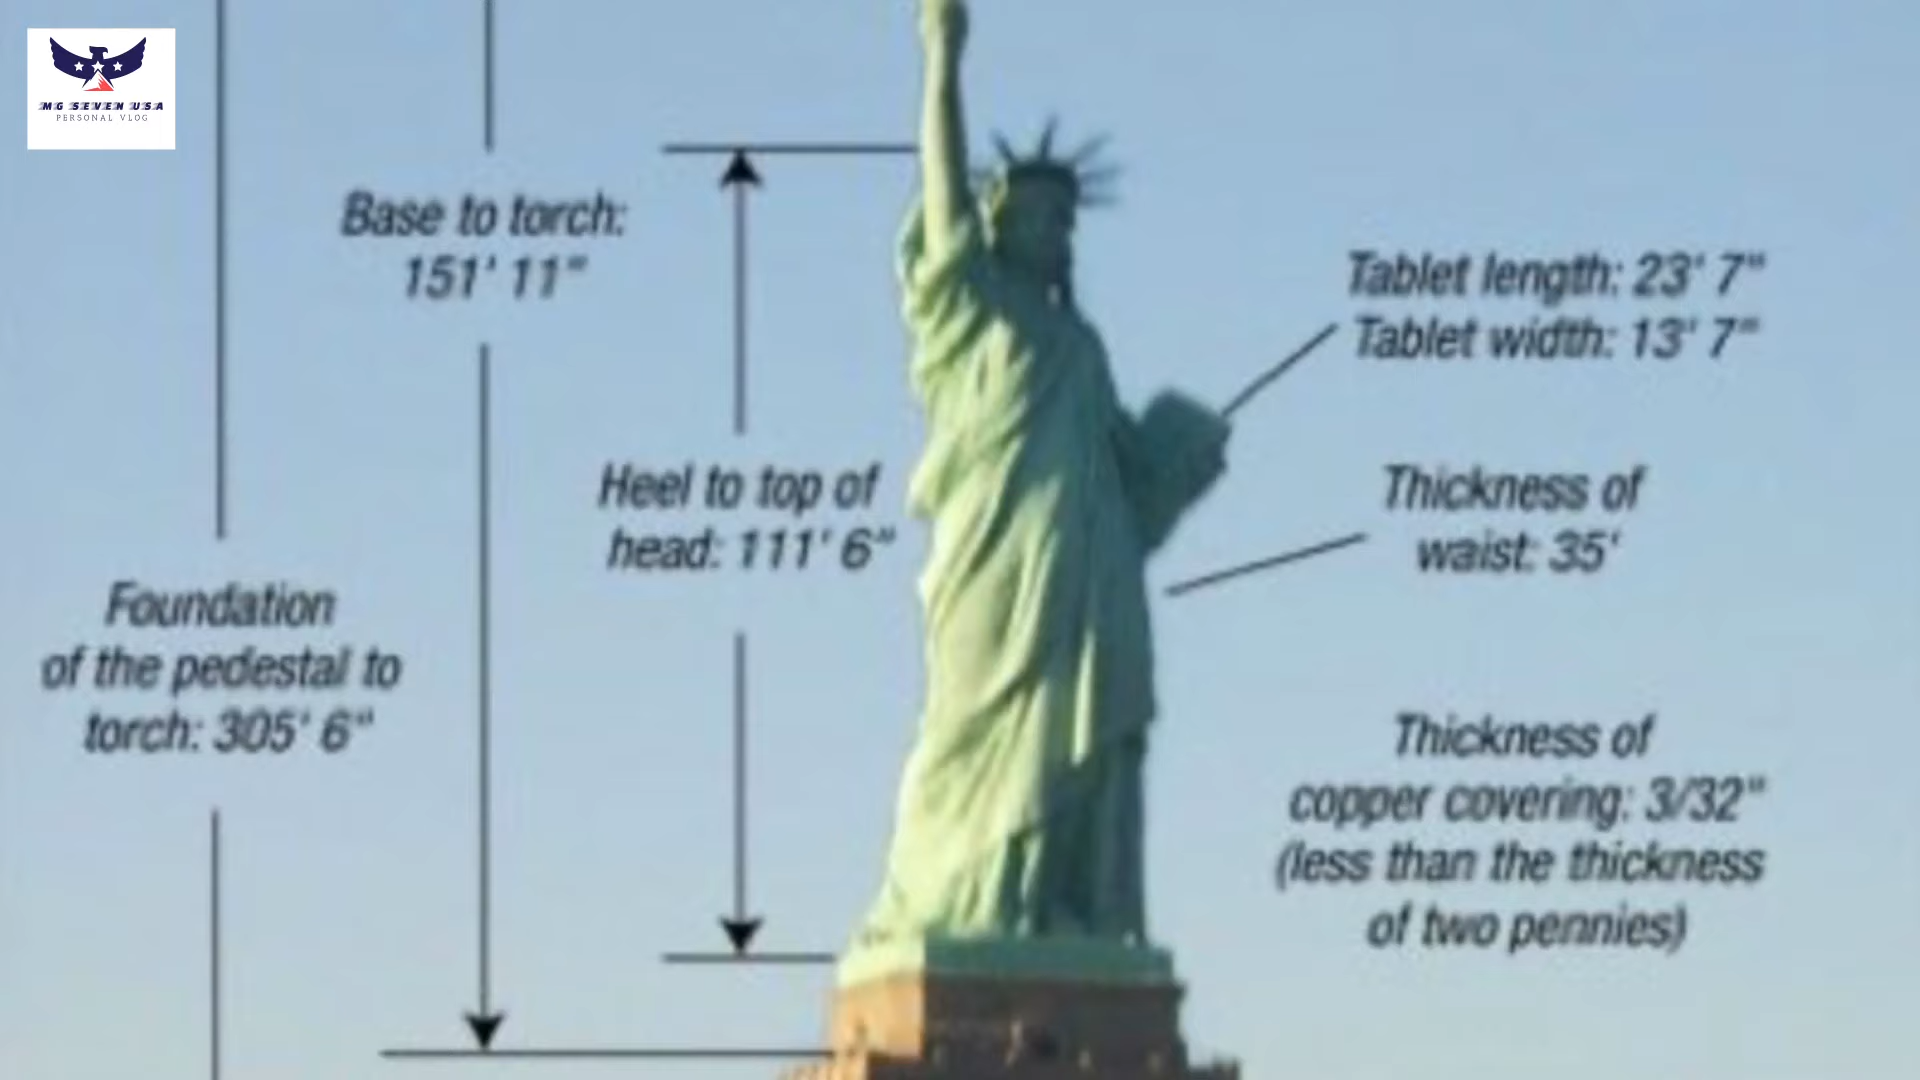 MG SEVEN USA
PERSONAL VLOG
Base to torch:
151' 11"
Heel to top of
head: 111' 6"
Foundation
of the pedestal to
torch: 305' 6"
Tablet length: 23' 7"
Tablet width: 13' 7"
Thickness of
waist: 35'
Thickness of
copper covering: 3/32"
(less than the thickness
of two pennies)